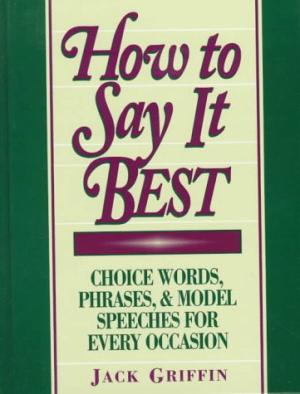 How to
Say It
BEST
CHOICE WORDS,
PHRASES, & MODEL
SPEECHES FOR
EVERY OCCASION
JACK GRIFFIN